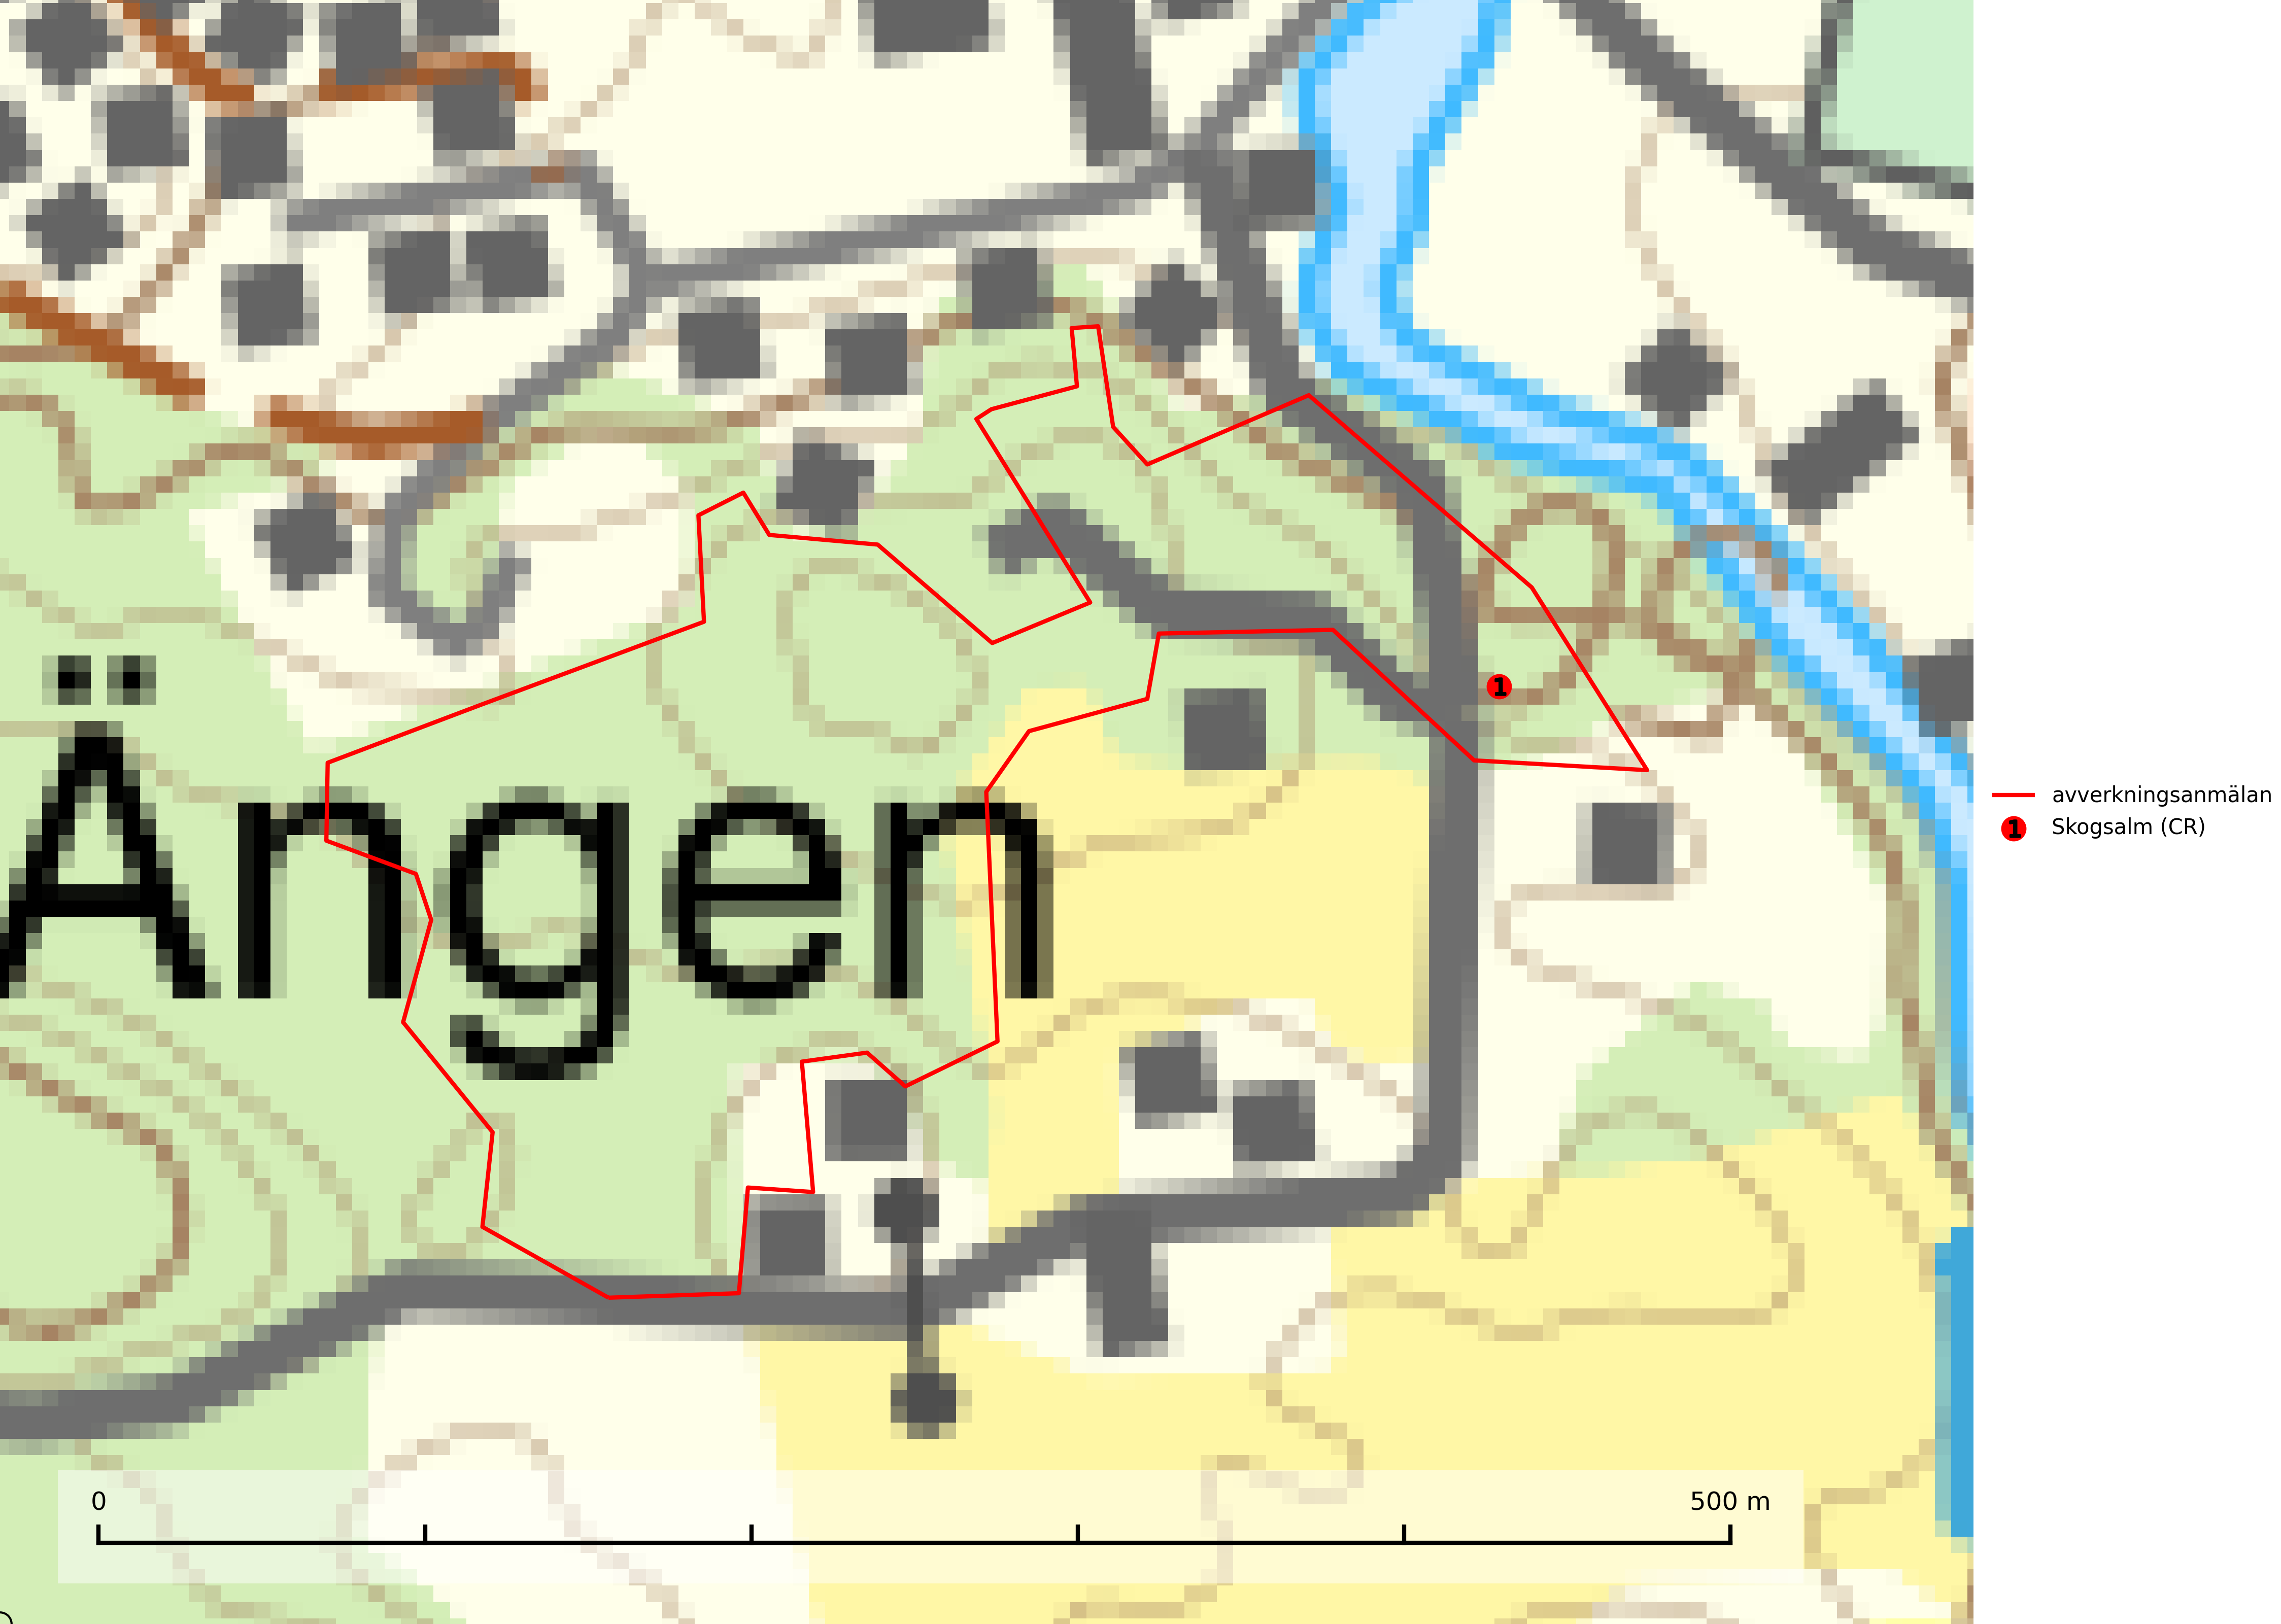 1
Ängen
avverkningsanmälan
1 Skogsalm (CR)
0 500 m